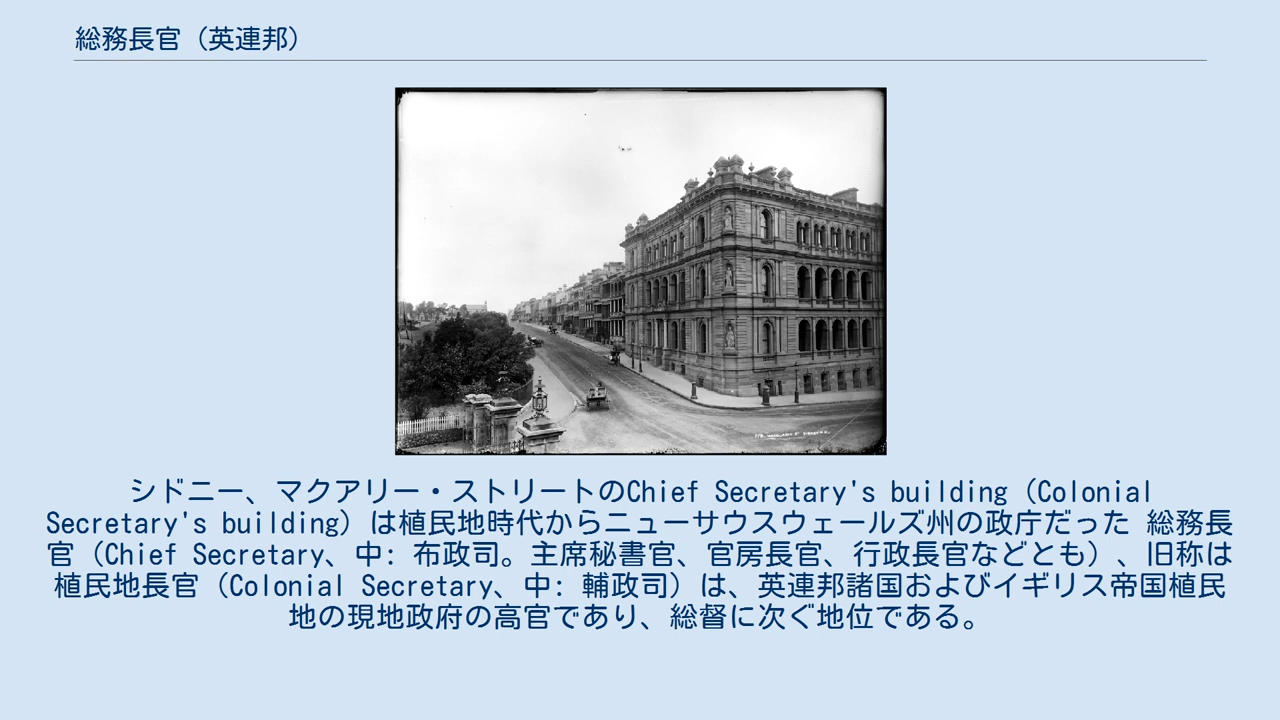 総務長官（英連邦）
シドニー、マクアリー・ストリートのChief Secretary's building（Colonial
Secretary's building）は植民地時代からニューサウスウェールズ州の政庁だった 総務長
官（Chief Secretary、中: 布政司。主席秘書官、官房長官、行政長官などとも）、旧称は
植民地長官（Colonial Secretary、中: 輔政司）は、英連邦諸国およびイギリス帝国植民
地の現地政府の高官であり、総督に次ぐ地位である。